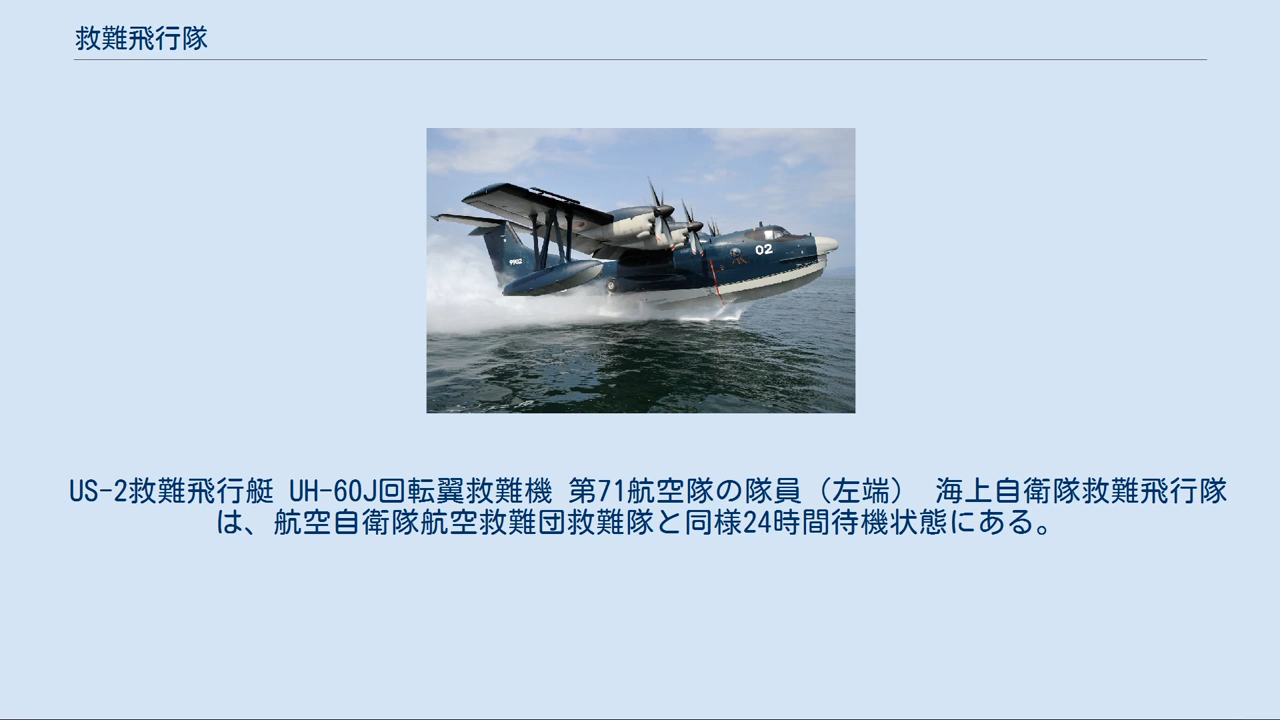 救難飛行隊
02
9902
US-2救難飛行艇 UH-60J回転翼救難機 第71航空隊の隊員（左端） 海上自衛隊救難飛行隊
は、航空自衛隊航空救難団救難隊と同様24時間待機状態にある。